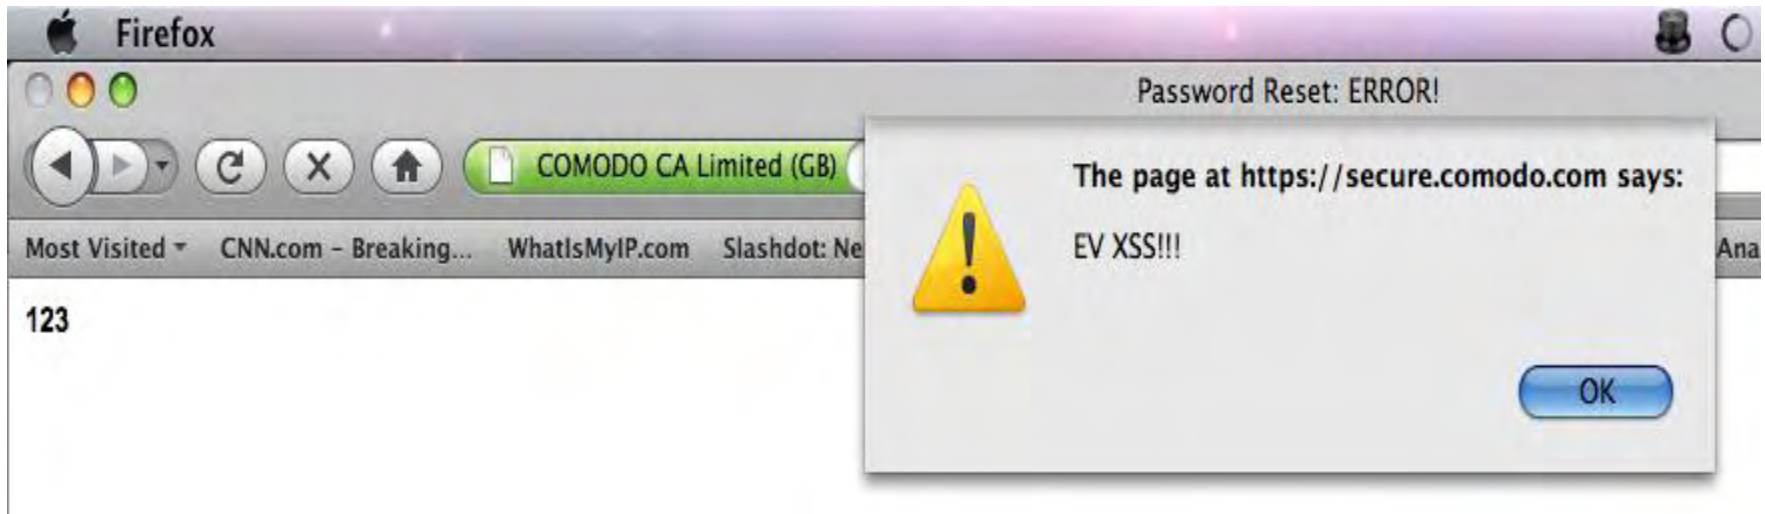 Firefox
Password Reset: ERROR!
COMODO CA Limited (GB)
The page at https://secure.comodo.com says:
EV XSS!!!
Most Visited CNN.com – Breaking... WhatIsMyIP.com Slashdot: Ne Ana
123
OK